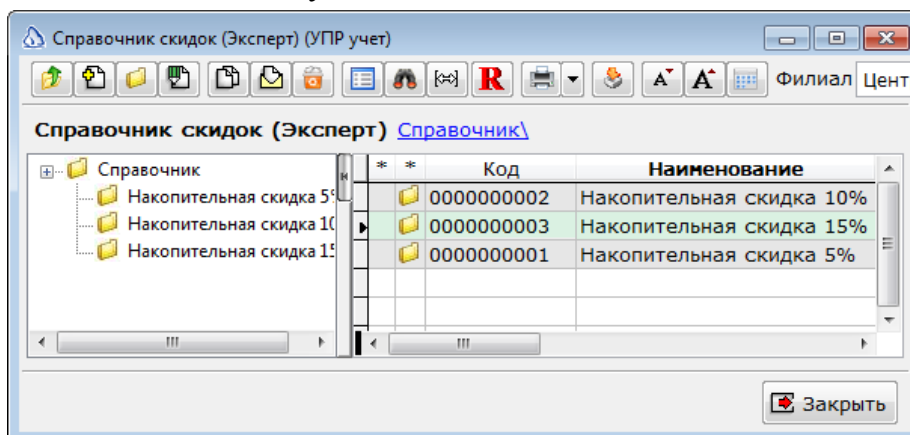 Справочник скидок (Эксперт) (УПР учет)
R A A Филиал Цент
Справочник скидок (Эксперт) Справочник\
Справочник
Накопительная скидка 5
Накопительная скидка 10
Накопительная скидка 15
* * Код Наименование
0000000002 Накопительная скидка 10%
0000000003 Накопительная скидка 15%
0000000001 Накопительная скидка 5%
Закрыть